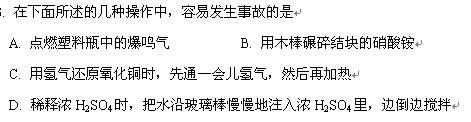 . 在下面所述的几种操作中，容易发生事故的是↵
A. 点燃塑料瓶中的爆鸣气 B. 用木棒碾碎结块的硝酸铵↵
C. 用氢气还原氧化铜时，先通一会儿氢气，然后再加热↵
D. 稀释浓 H₂SO₄时，把水沿玻璃棒慢慢地注入浓 H₂SO₄里，边倒边搅拌↵